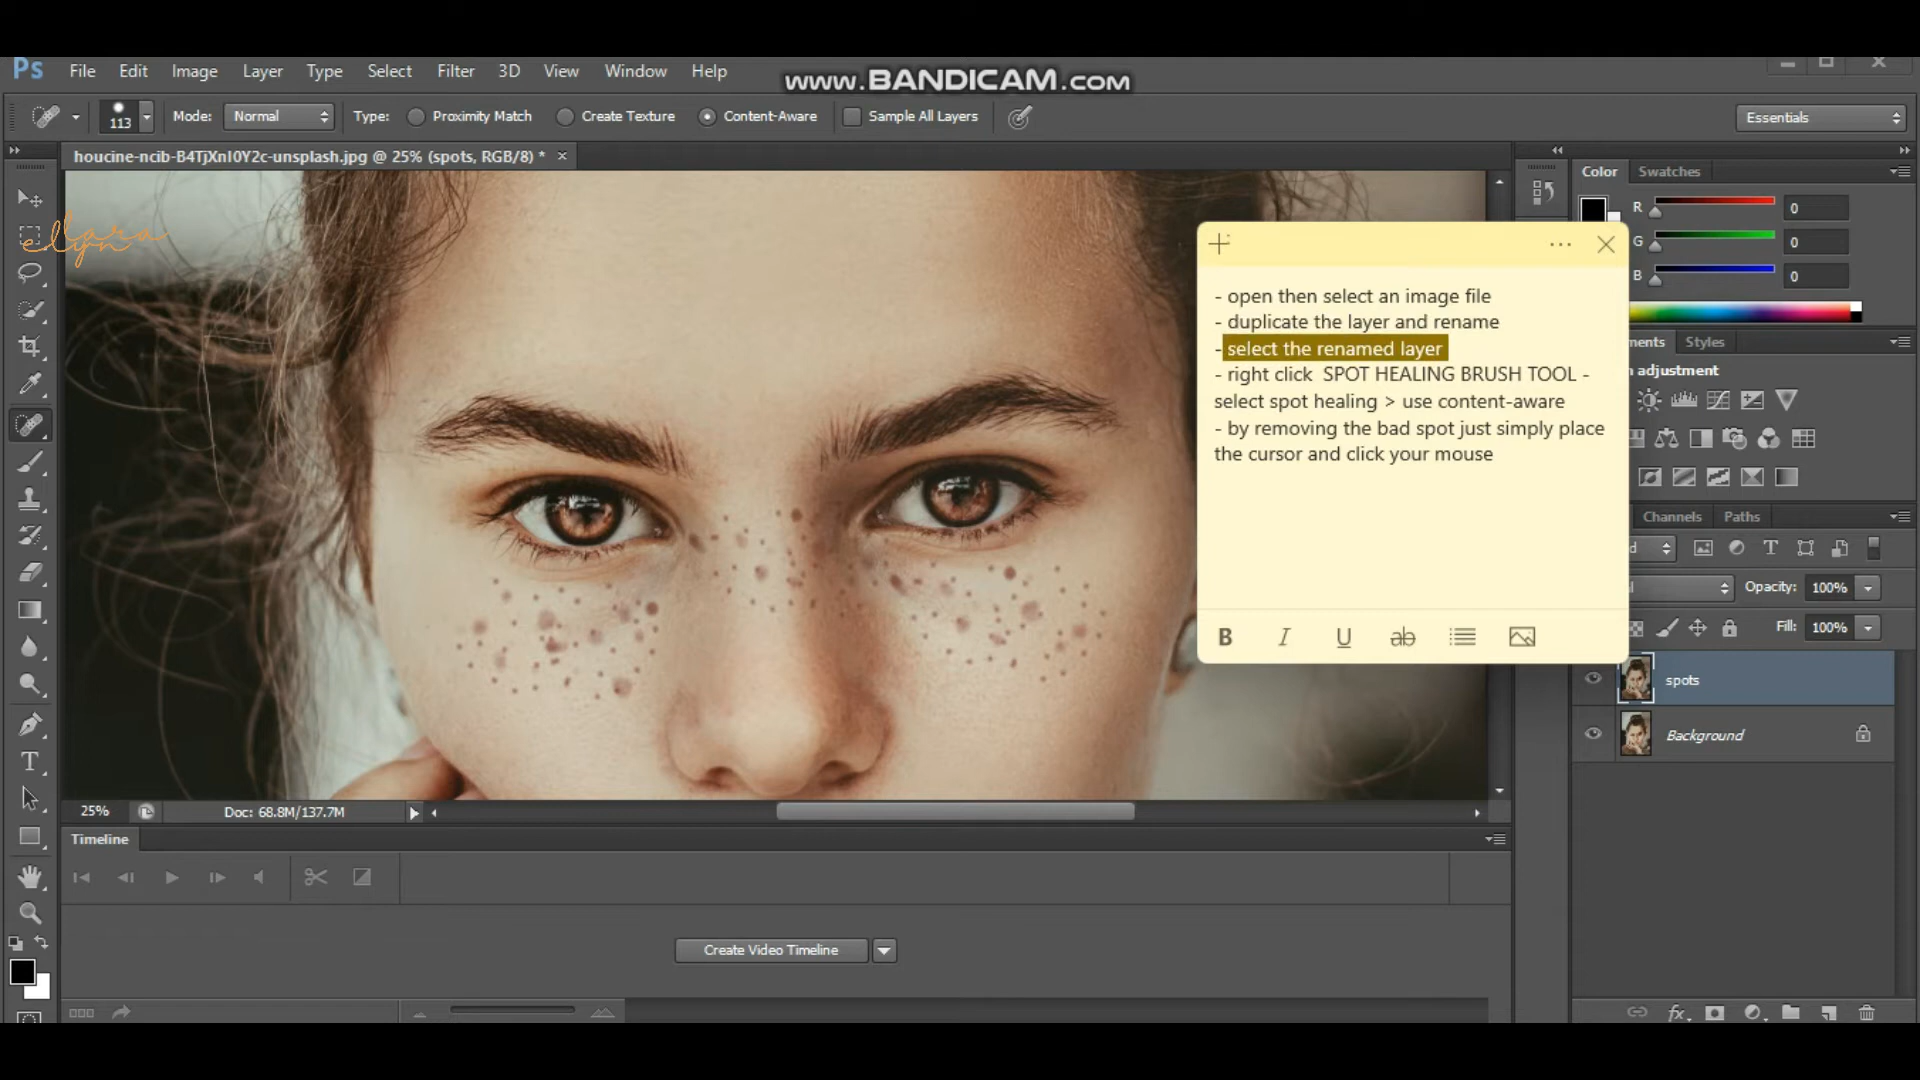 www.BANDICAM.com
Ps File Edit Image Layer Type Select Filter 3D View Window Help
113 Mode: Normal Type: Proximity Match Create Texture Content-Aware Sample All Layers Essentials
houcine-ncib-B4TjXnI0Y2c-unsplash.jpg @ 25% (spots, RGB/8) * ×
Color Swatches
R 0
G 0
B 0
ellara
edlyn
- open then select an image file
- duplicate the layer and rename
- select the renamed layer
- right click SPOT HEALING BRUSH TOOL -
select spot healing > use content-aware
- by removing the bad spot just simply place
the cursor and click your mouse
B I U ab
ments Styles
n adjustment
Channels Paths
d
l Opacity: 100%
Fill: 100%
spots
Background
25% Doc: 68.8M/137.7M
Timeline
Create Video Timeline
fx